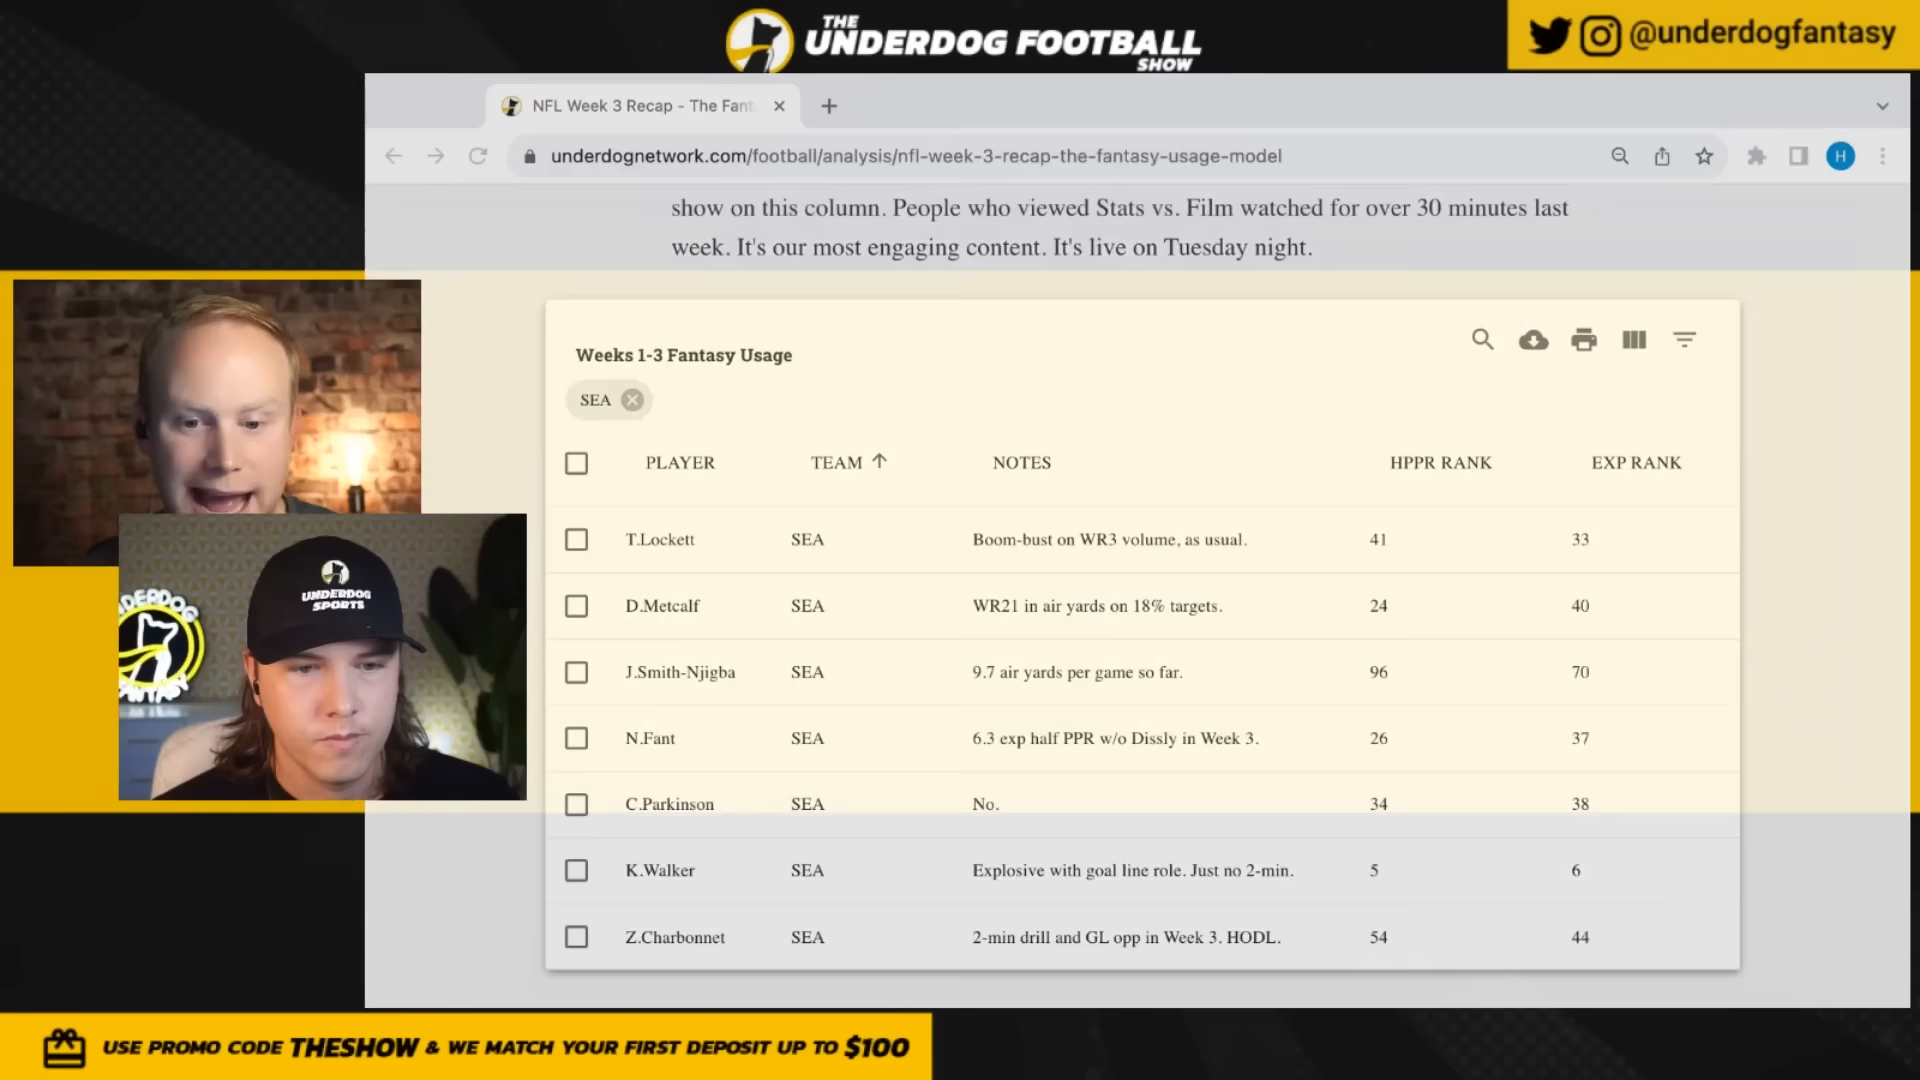 THE
UNDERDOG FOOTBALL
SHOW
@underdogfantasy
NFL Week 3 Recap - The Fant
underdognetwork.com/football/analysis/nfl-week-3-recap-the-fantasy-usage-model
H
show on this column. People who viewed Stats vs. Film watched for over 30 minutes last
week. It's our most engaging content. It's live on Tuesday night.
Weeks 1-3 Fantasy Usage
SEA
PLAYER TEAM NOTES HPPR RANK EXP RANK
T.Lockett SEA Boom-bust on WR3 volume, as usual. 41 33
D.Metcalf SEA WR21 in air yards on 18% targets. 24 40
J.Smith-Njigba SEA 9.7 air yards per game so far. 96 70
N.Fant SEA 6.3 exp half PPR w/o Dissly in Week 3. 26 37
C.Parkinson SEA No. 34 38
K.Walker SEA Explosive with goal line role. Just no 2-min. 5 6
Z.Charbonnet SEA 2-min drill and GL opp in Week 3. HODL. 54 44
UNDERDOG
SPORTS
DERDOG
FANTASY
USE PROMO CODE THESHOW & WE MATCH YOUR FIRST DEPOSIT UP TO $100